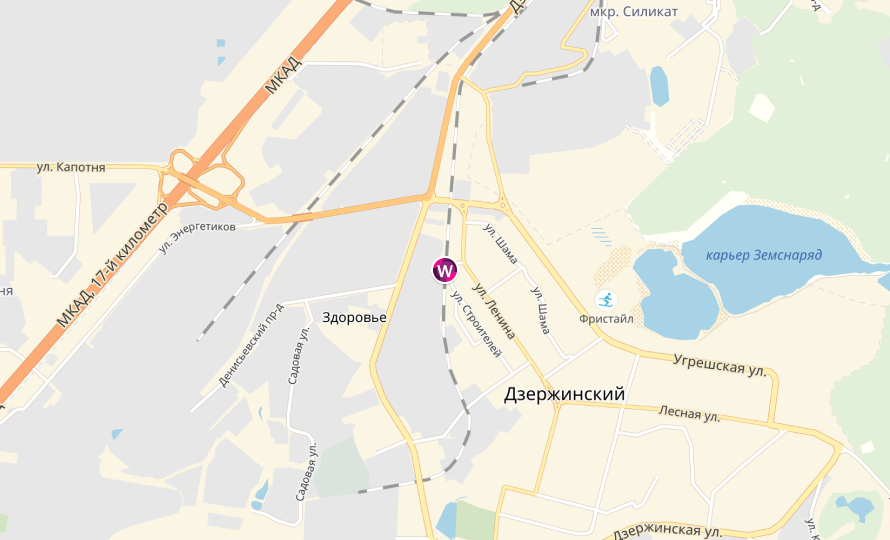 мкр. Силикат
МКАД
ул. Капотня
МКАД, 17-й километр
ул. Энергетиков
ул. Шама
карьер Земснаряд
W
ул. Ленина
ул. Строителей
ул. Шама
Фристайл
Здоровье
Денисьевский пр-д
Садовая ул.
Угрешская ул.
Дзержинский
Лесная ул.
Садовая ул.
Дзержинская ул.